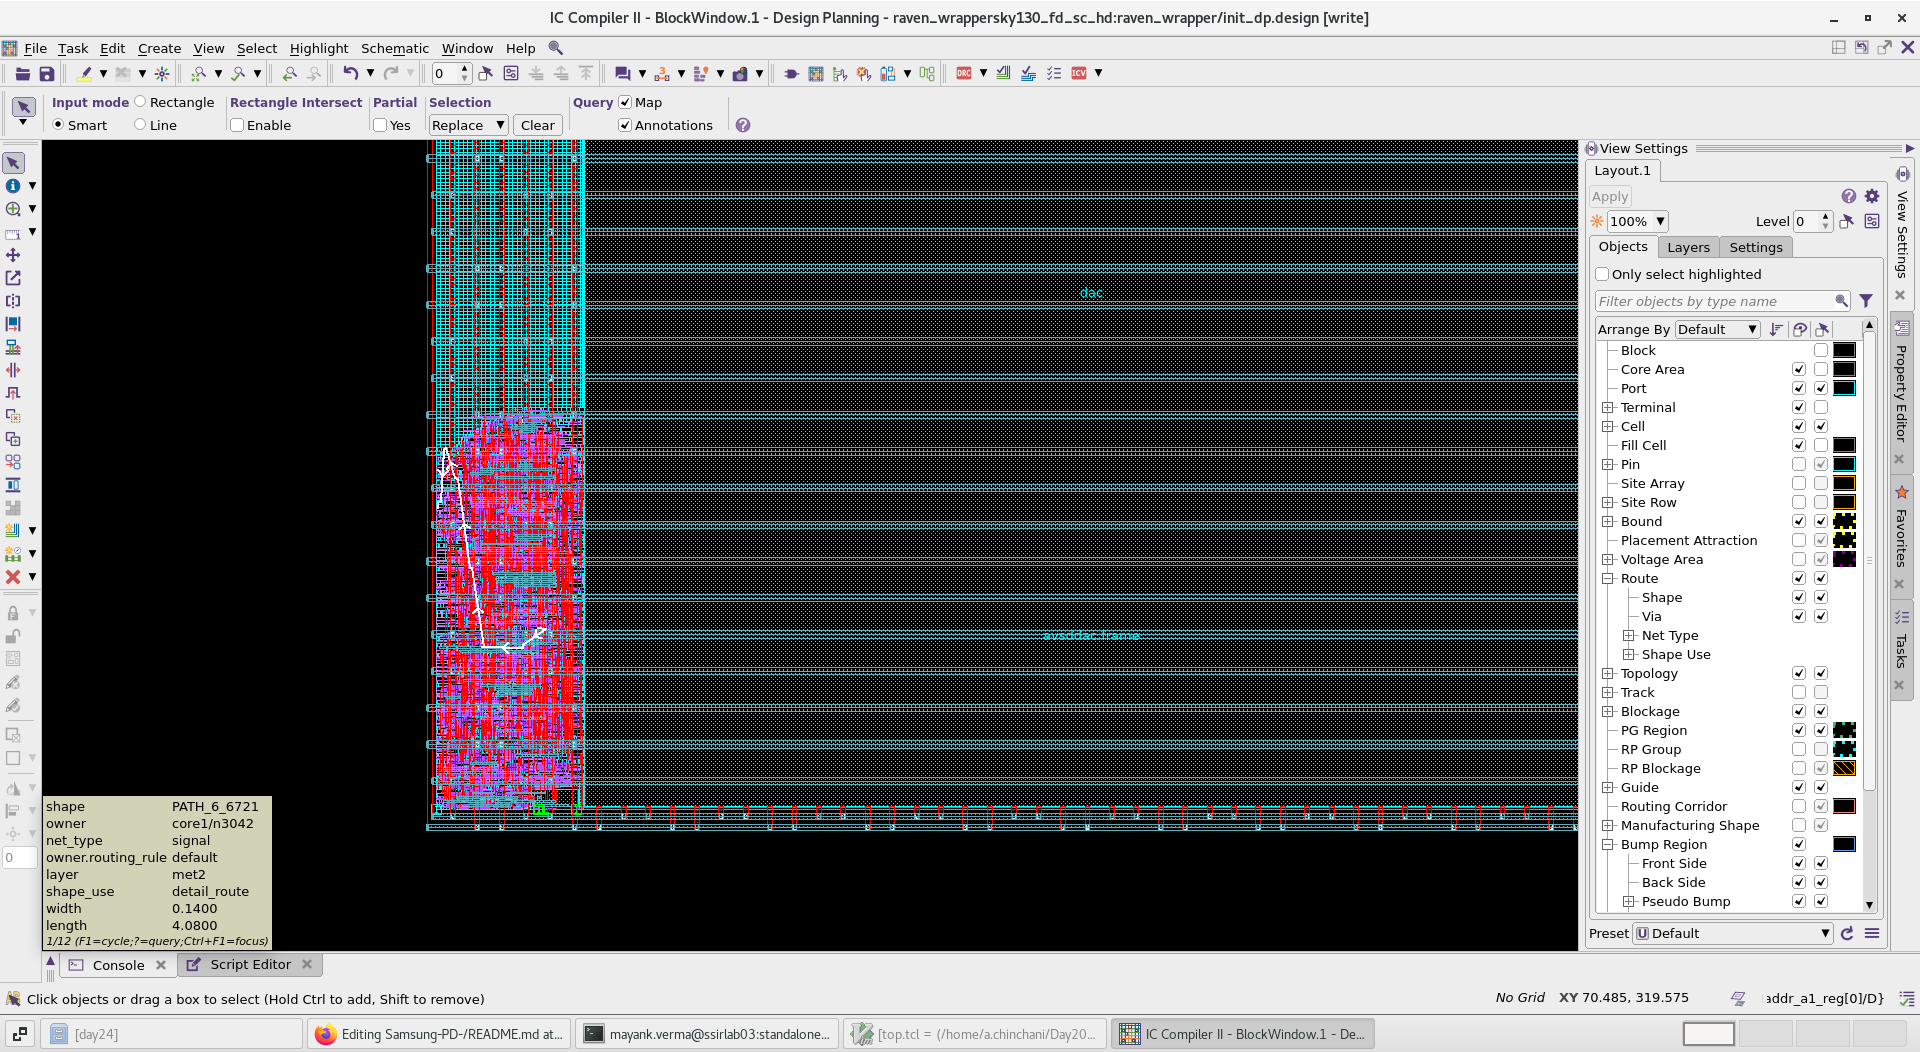 IC Compiler II - BlockWindow.1 - Design Planning - raven_wrappersky130_fd_sc_hd:raven_wrapper/init_dp.design [write]
File Task Edit Create View Select Highlight Schematic Window Help
0
DRC ICV
Input mode Rectangle Rectangle Intersect Partial Selection Query Map
Smart Line Enable Yes Replace Clear Annotations
View Settings
Layout.1
Apply
100% Level 0
Objects Layers Settings
Only select highlighted
Filter objects by type name
Arrange By Default
Block
Core Area
Port
Terminal
Cell
Fill Cell
Pin
Site Array
Site Row
Bound
Placement Attraction
Voltage Area
Route
Shape
Via
Net Type
Shape Use
Topology
Track
Blockage
PG Region
RP Group
RP Blockage
Guide
Routing Corridor
Manufacturing Shape
Bump Region
Front Side
Back Side
Pseudo Bump
Preset Default
View Settings
Property Editor
Favorites
Tasks
dac
avsddac.frame
0
shape PATH_6_6721
owner core1/n3042
net_type signal
owner.routing_rule default
layer met2
shape_use detail_route
width 0.1400
length 4.0800
1/12 (F1=cycle;?=query;Ctrl+F1=focus)
Console Script Editor
Click objects or drag a box to select (Hold Ctrl to add, Shift to remove)
No Grid XY 70.485, 319.575 addr_a1_reg[0]/D}
[day24] Editing Samsung-PD-/README.md at... mayank.verma@ssirlab03:standalone... [top.tcl = (/home/a.chinchani/Day20... IC Compiler II - BlockWindow.1 - De...